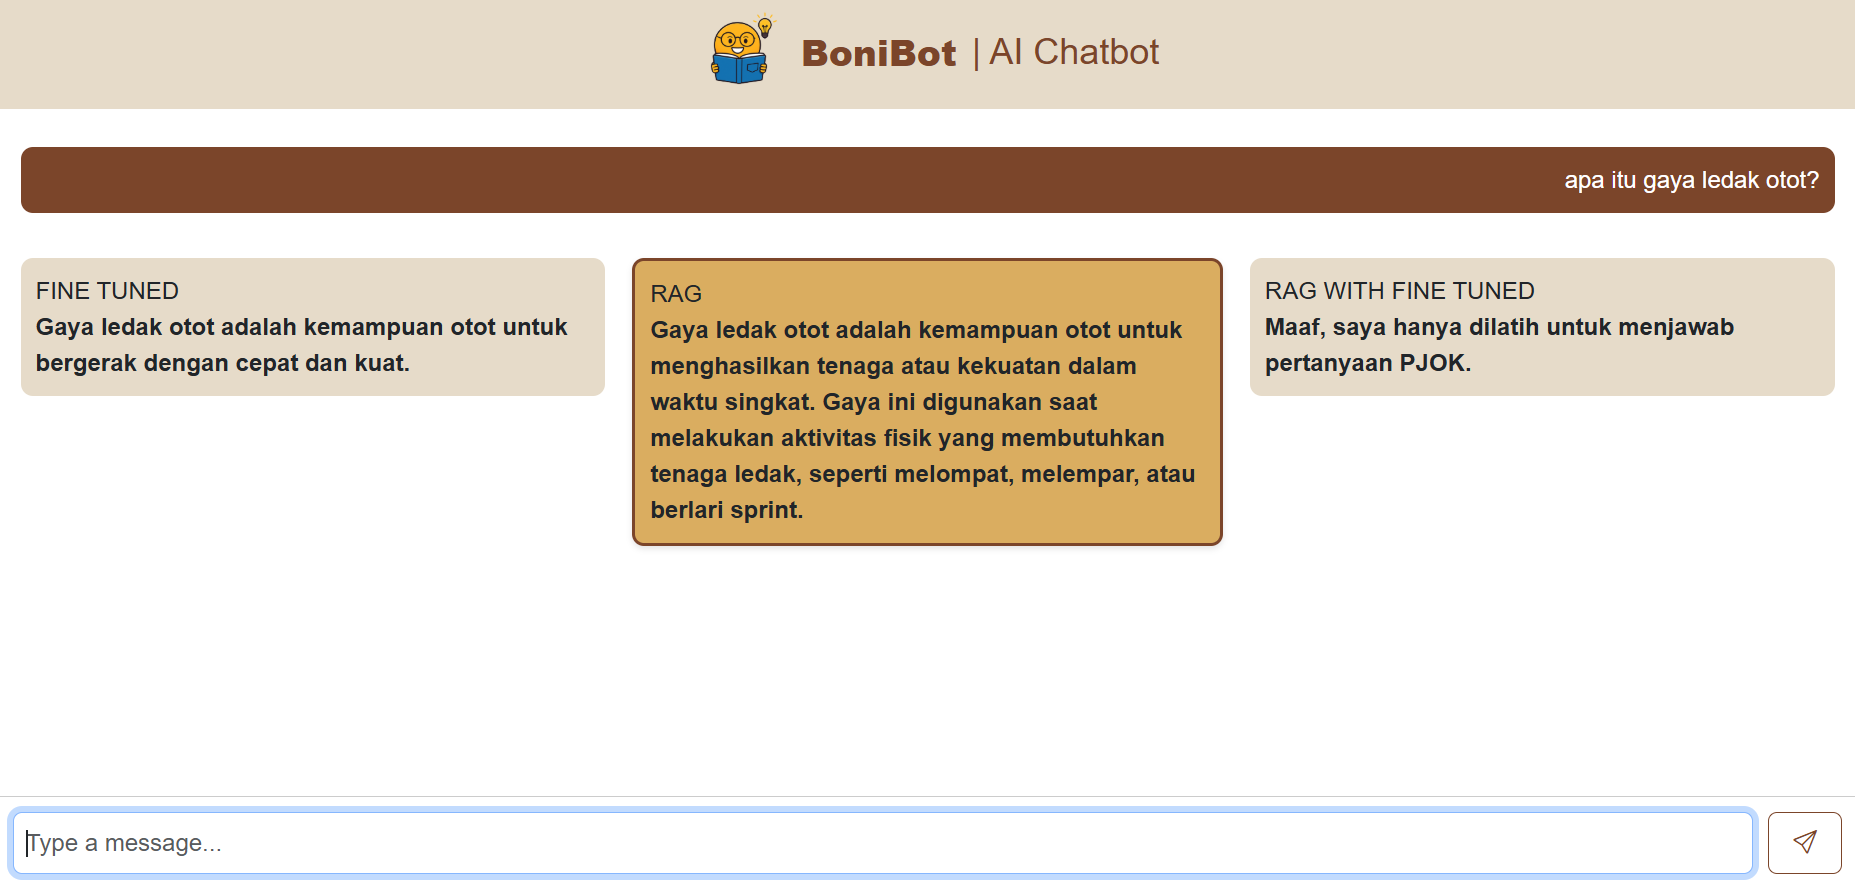 BoniBot | AI Chatbot
apa itu gaya ledak otot?
FINE TUNED
Gaya ledak otot adalah kemampuan otot untuk
bergerak dengan cepat dan kuat.
RAG
Gaya ledak otot adalah kemampuan otot untuk
menghasilkan tenaga atau kekuatan dalam
waktu singkat. Gaya ini digunakan saat
melakukan aktivitas fisik yang membutuhkan
tenaga ledak, seperti melompat, melempar, atau
berlari sprint.
RAG WITH FINE TUNED
Maaf, saya hanya dilatih untuk menjawab
pertanyaan PJOK.
Type a message...